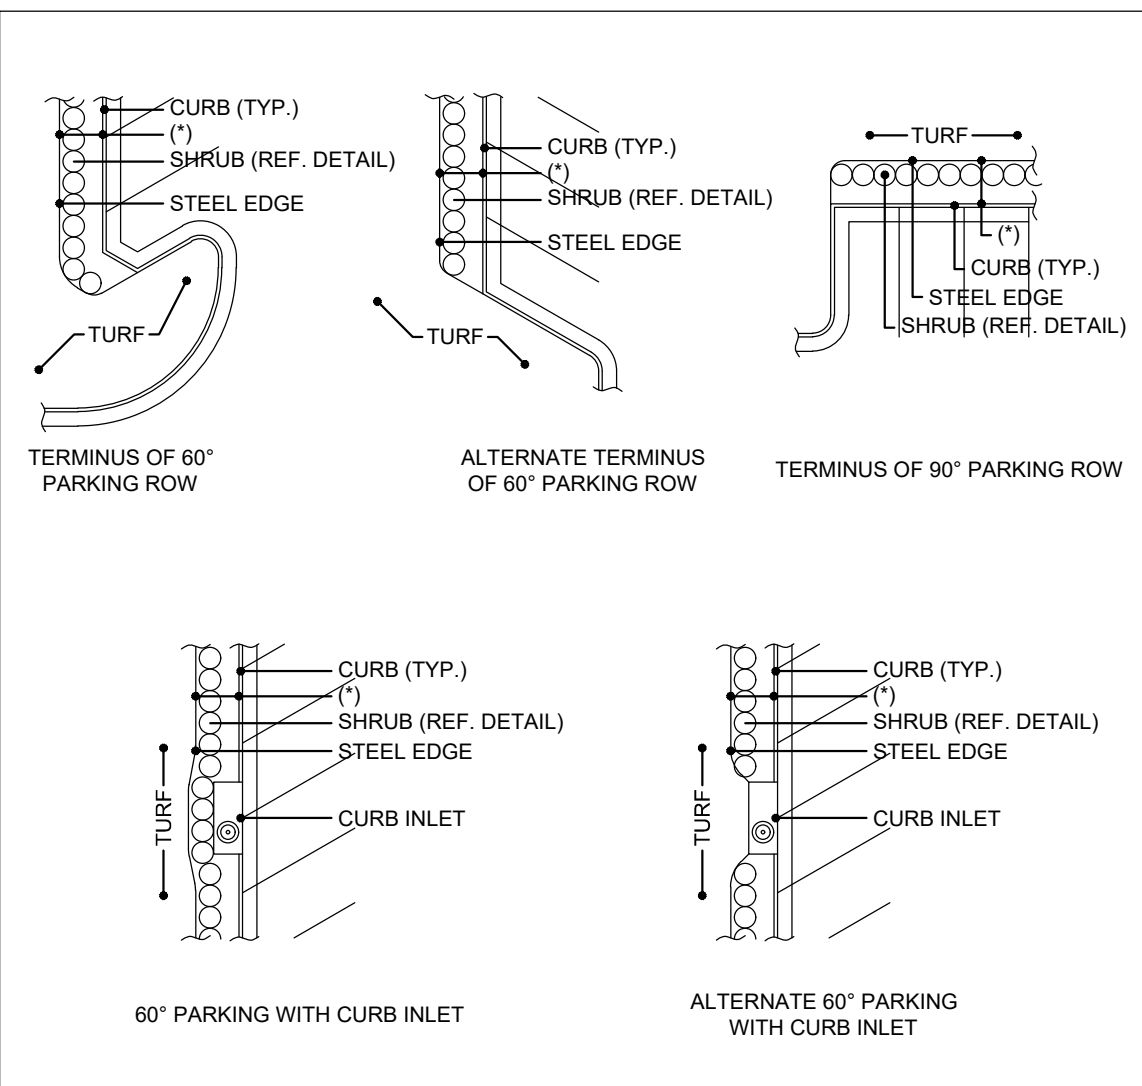 CURB (TYP.)
(*)
SHRUB (REF. DETAIL)
STEEL EDGE
TURF
TERMINUS OF 60°
PARKING ROW
CURB (TYP.)
(*)
SHRUB (REF. DETAIL)
STEEL EDGE
TURF
ALTERNATE TERMINUS
OF 60° PARKING ROW
TURF
(*)
CURB (TYP.)
STEEL EDGE
SHRUB (REF. DETAIL)
TERMINUS OF 90° PARKING ROW
CURB (TYP.)
(*)
SHRUB (REF. DETAIL)
STEEL EDGE
TURF
CURB INLET
60° PARKING WITH CURB INLET
CURB (TYP.)
(*)
SHRUB (REF. DETAIL)
STEEL EDGE
TURF
CURB INLET
ALTERNATE 60° PARKING
WITH CURB INLET